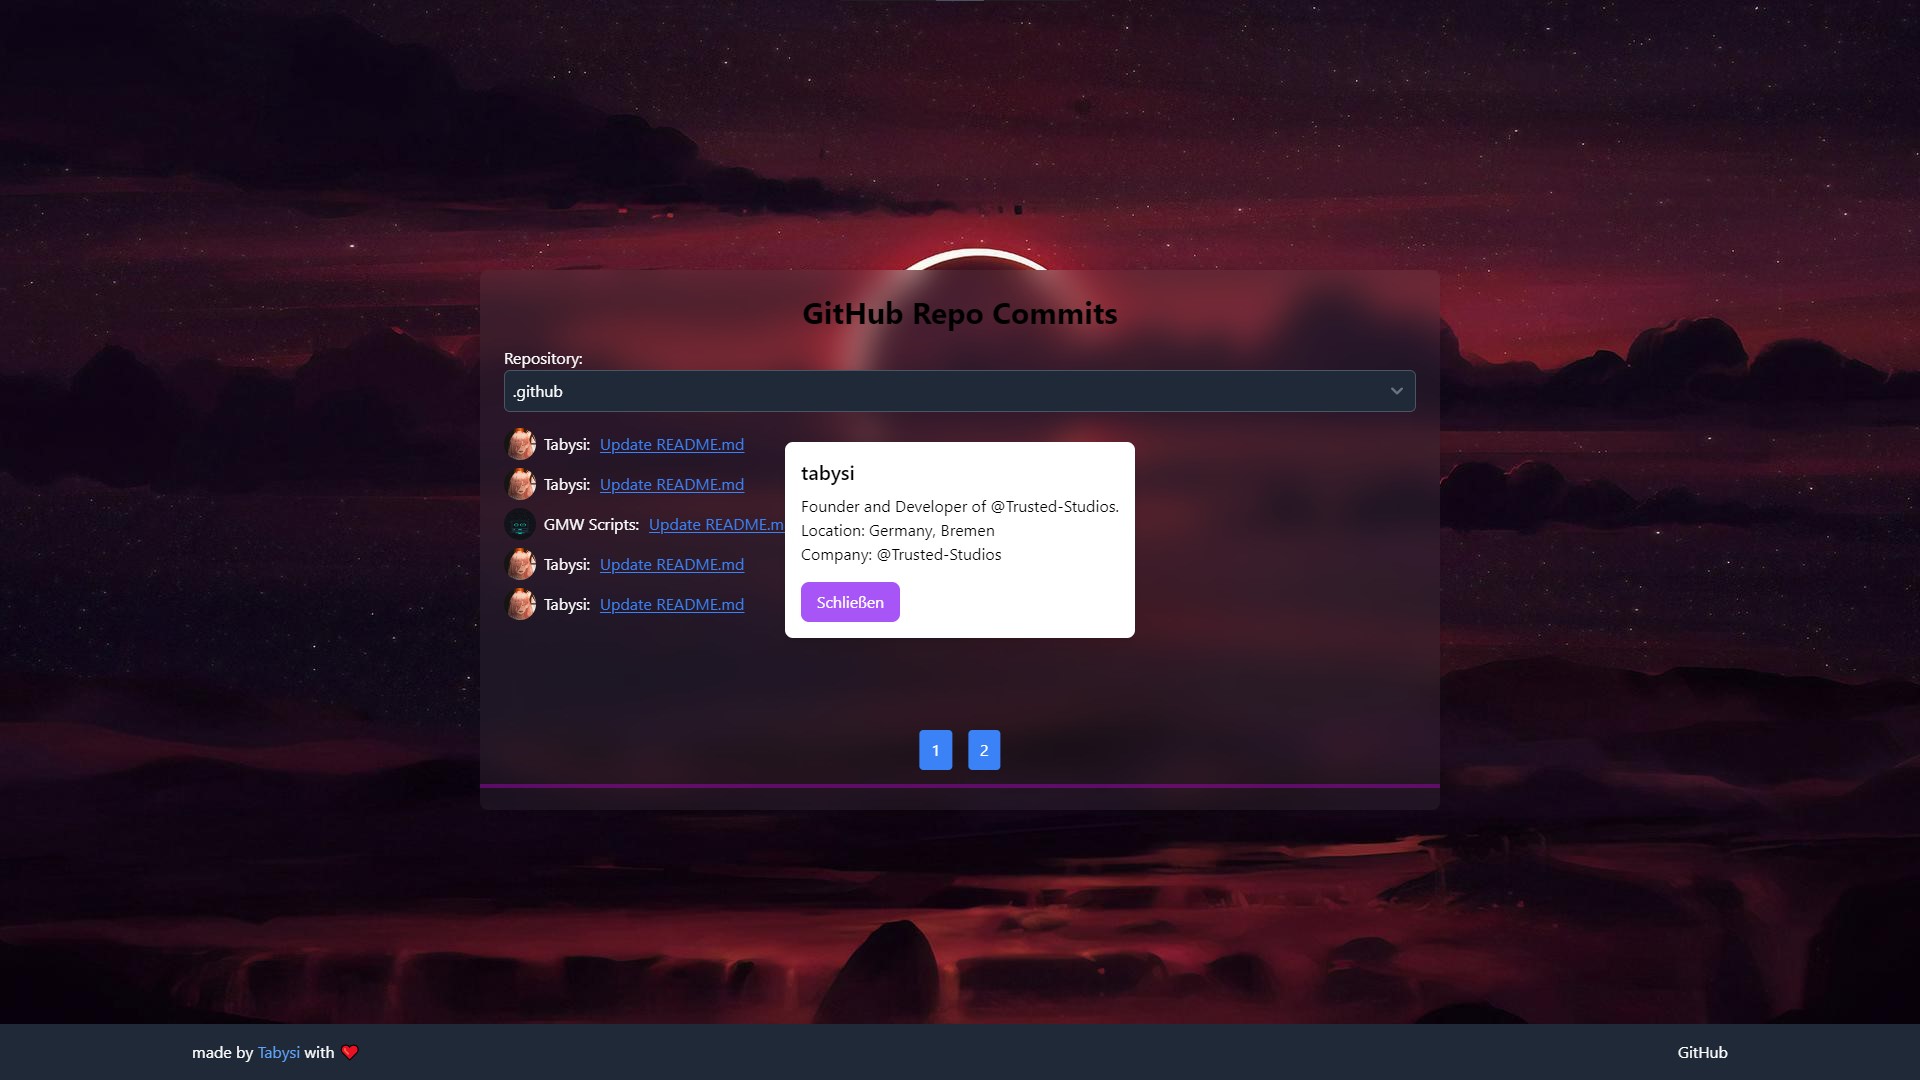 GitHub Repo Commits
Repository:
.github
Tabysi: Update README.md
Tabysi: Update README.md
GMW Scripts: Update README.m
Tabysi: Update README.md
Tabysi: Update README.md
tabysi
Founder and Developer of @Trusted-Studios.
Location: Germany, Bremen
Company: @Trusted-Studios
Schließen
1 2
made by Tabysi with ❤️
GitHub